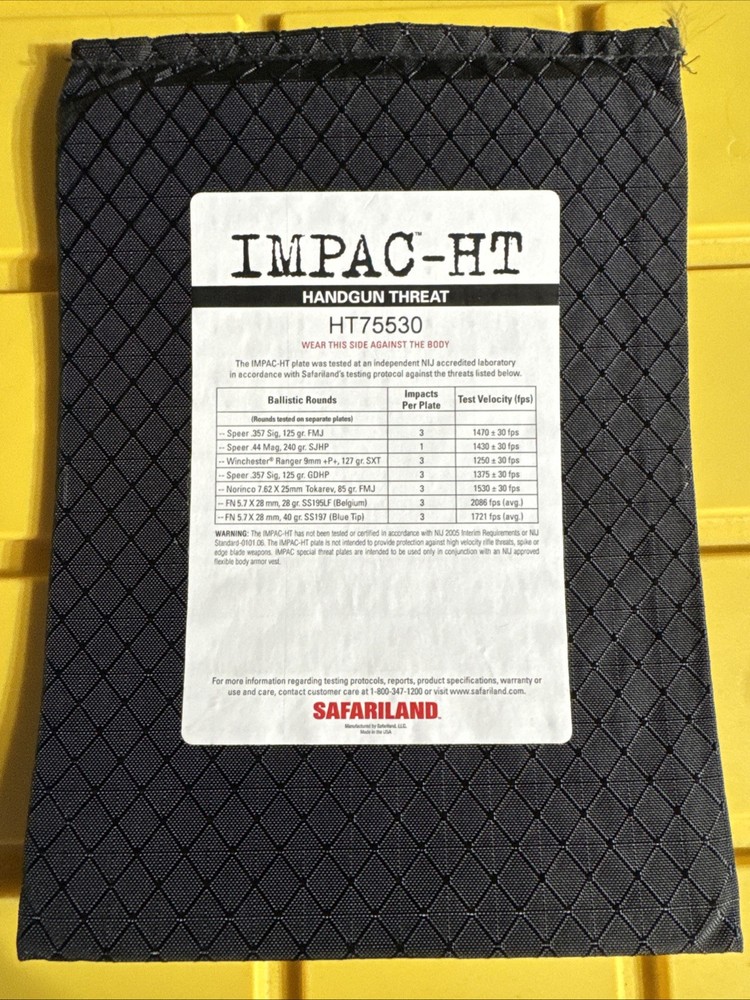 IMPAC™-HT
HANDGUN THREAT
HT75530
WEAR THIS SIDE AGAINST THE BODY
The IMPAC-HT plate was tested at an independent NIJ accredited laboratory
in accordance with Safariland's testing protocol against the threats listed below.
Ballistic Rounds Impacts Per Plate Test Velocity (fps)
(Rounds tested on separate plates)
-- Speer .357 Sig, 125 gr. FMJ 3 1470 ± 30 fps
-- Speer .44 Mag, 240 gr. SJHP 1 1430 ± 30 fps
-- Winchester® Ranger 9mm +P+, 127 gr. SXT 3 1250 ± 30 fps
-- Speer .357 Sig, 125 gr. GDHP 3 1375 ± 30 fps
-- Norinco 7.62 X 25mm Tokarev, 85 gr. FMJ 3 1530 ± 30 fps
-- FN 5.7 X 28 mm, 28 gr. SS195LF (Belgium) 3 2086 fps (avg.)
-- FN 5.7 X 28 mm, 40 gr. SS197 (Blue Tip) 3 1721 fps (avg.)
WARNING: The IMPAC-HT has not been tested or certified in accordance with NIJ 2005 Interim Requirements or NIJ
Standard-0101.06. The IMPAC-HT plate is not intended to provide protection against high velocity rifle threats, spike or
edge blade weapons. IMPAC special threat plates are intended to be used only in conjunction with an NIJ approved
flexible body armor vest.
For more information regarding testing protocols, reports, product specifications, warranty or
use and care, contact customer care at 1-800-347-1200 or visit www.safariland.com.
SAFARILAND™
Manufactured by Safariland, LLC.
Made in the USA